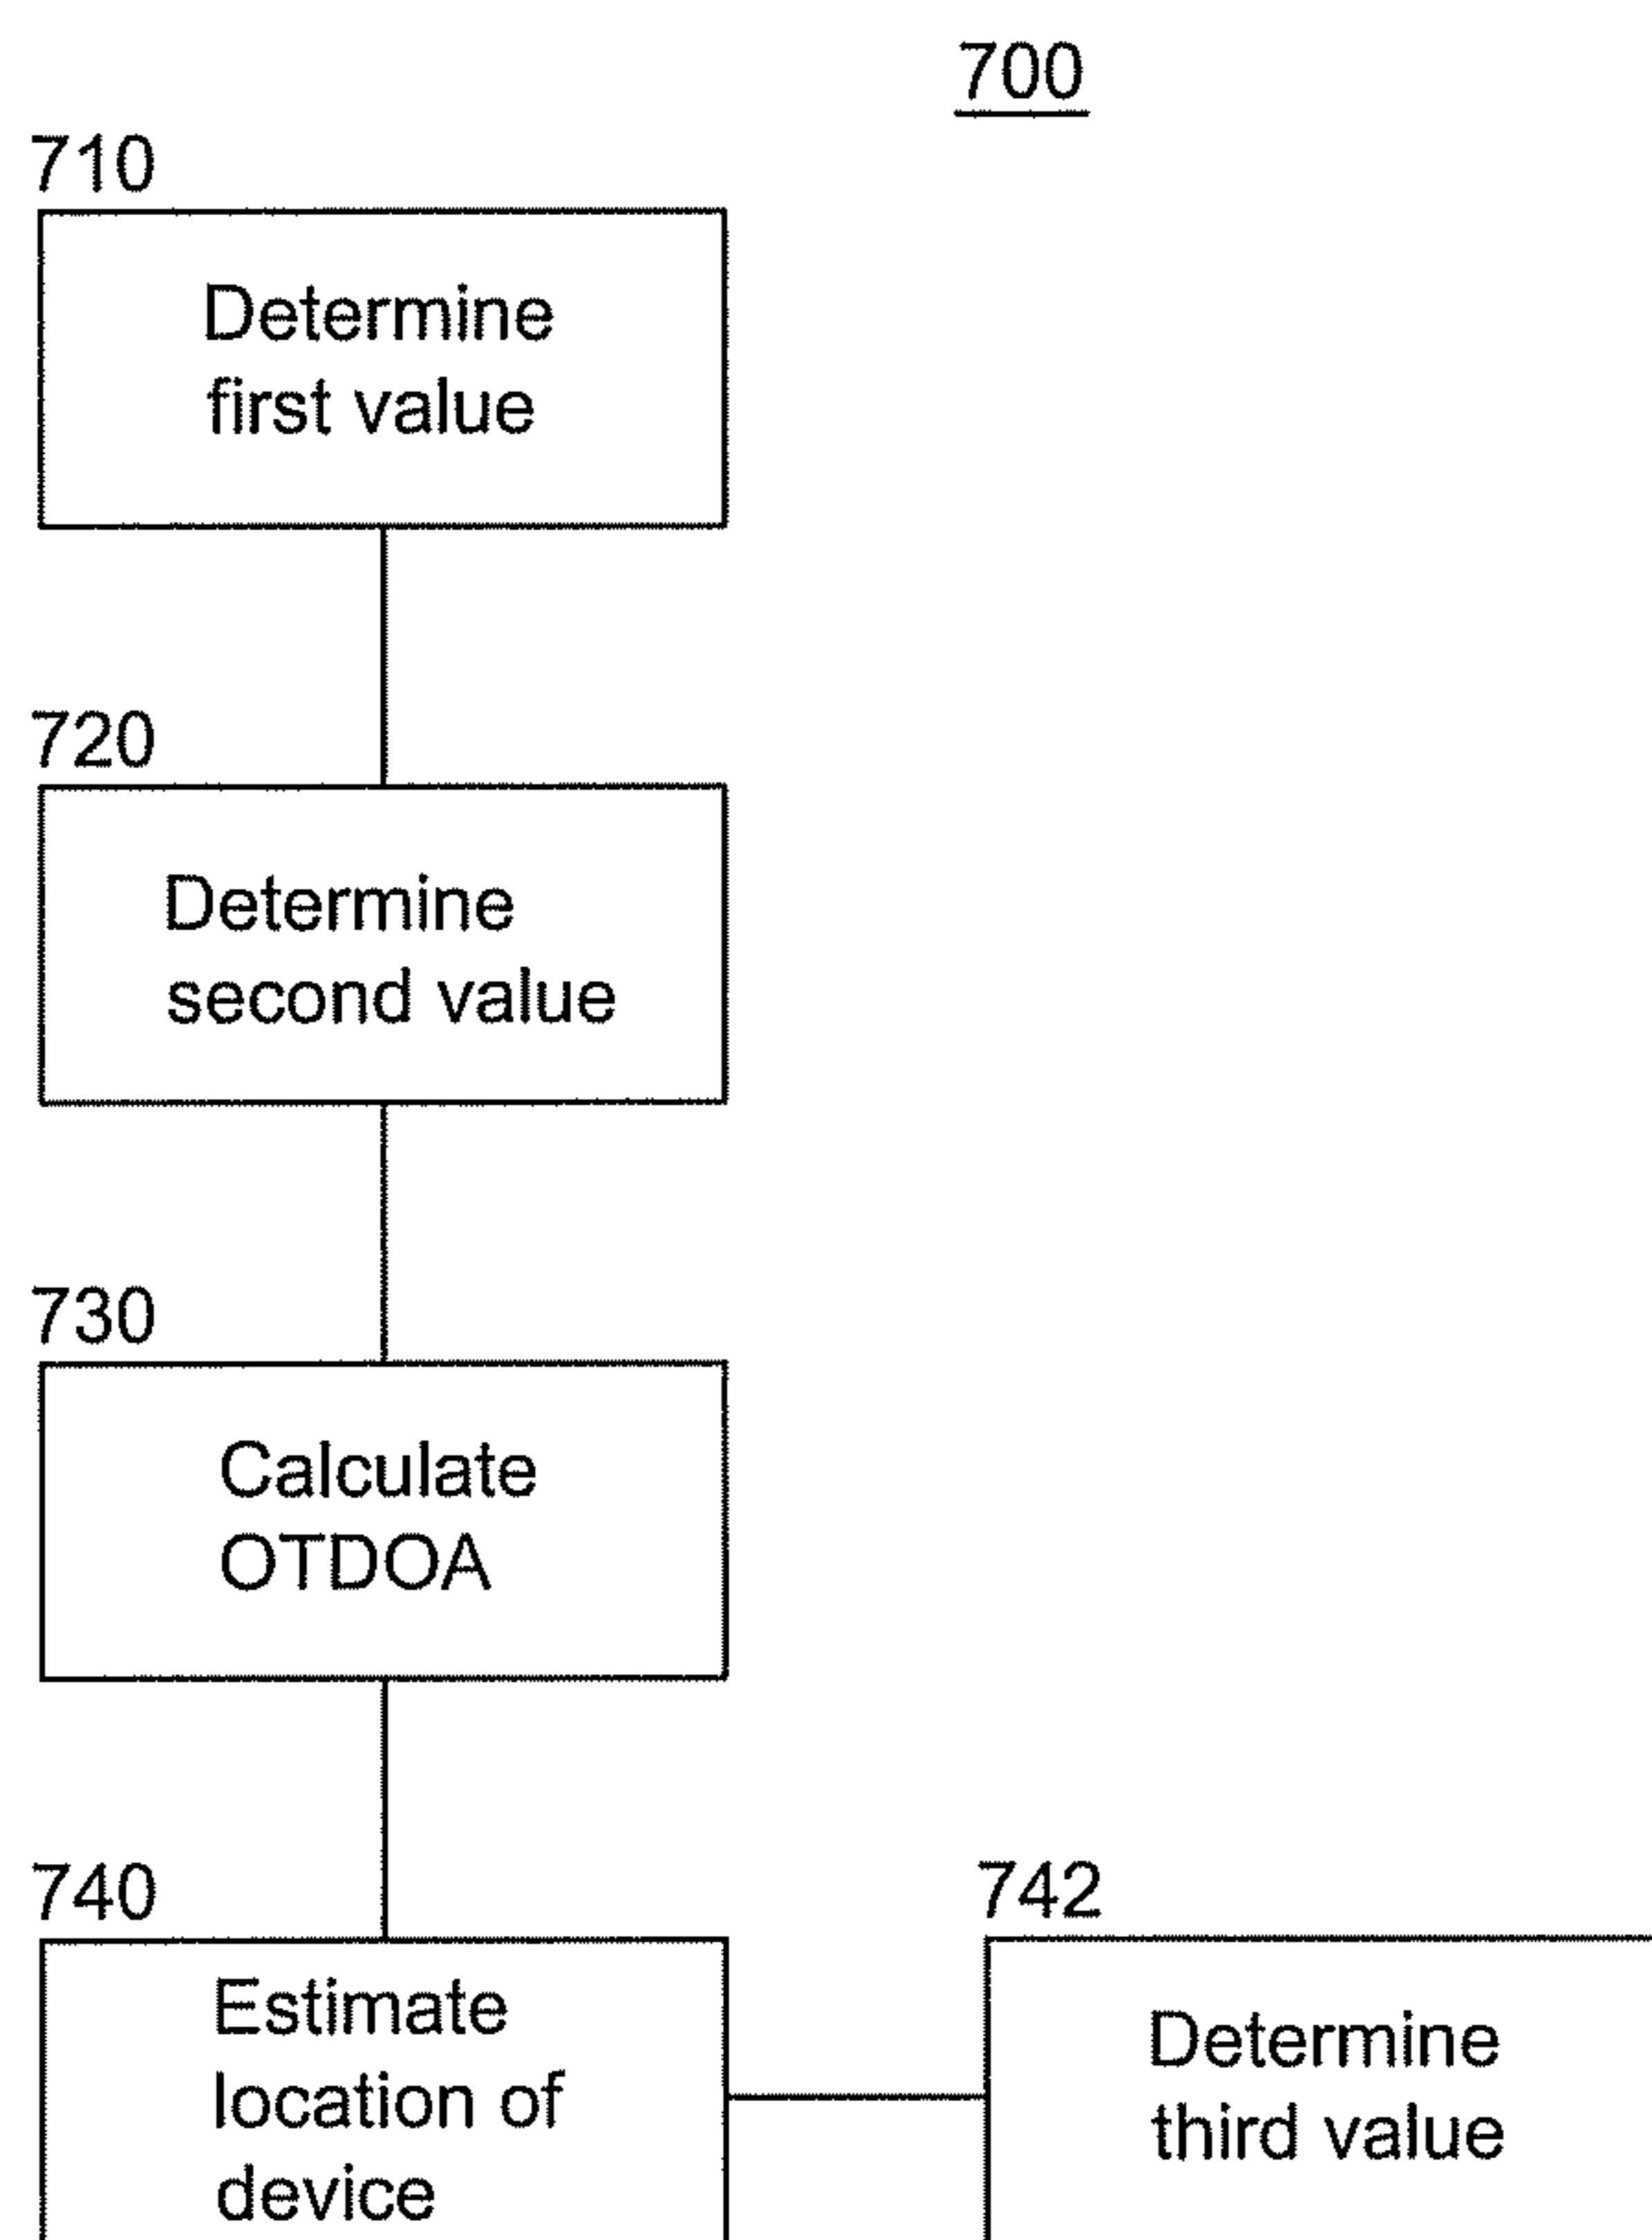 700
710
Determine
first value
720
Determine
second value
730
Calculate
OTDOA
740
Estimate
location of
device
742
Determine
third value